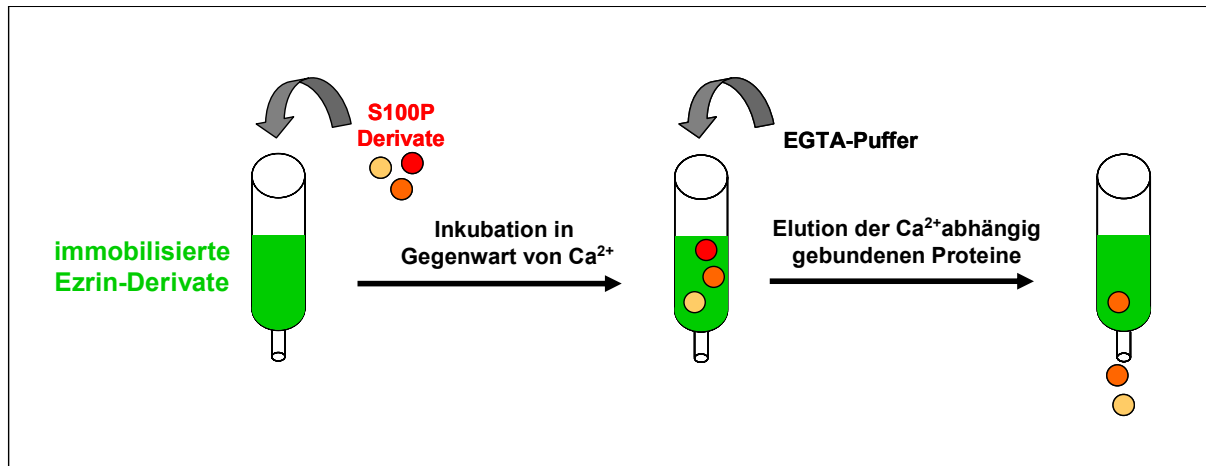 S100P
Derivate
EGTA-Puffer
immobilisierte
Ezrin-Derivate
Inkubation in
Gegenwart von Ca²⁺
Elution der Ca²⁺abhängig
gebundenen Proteine